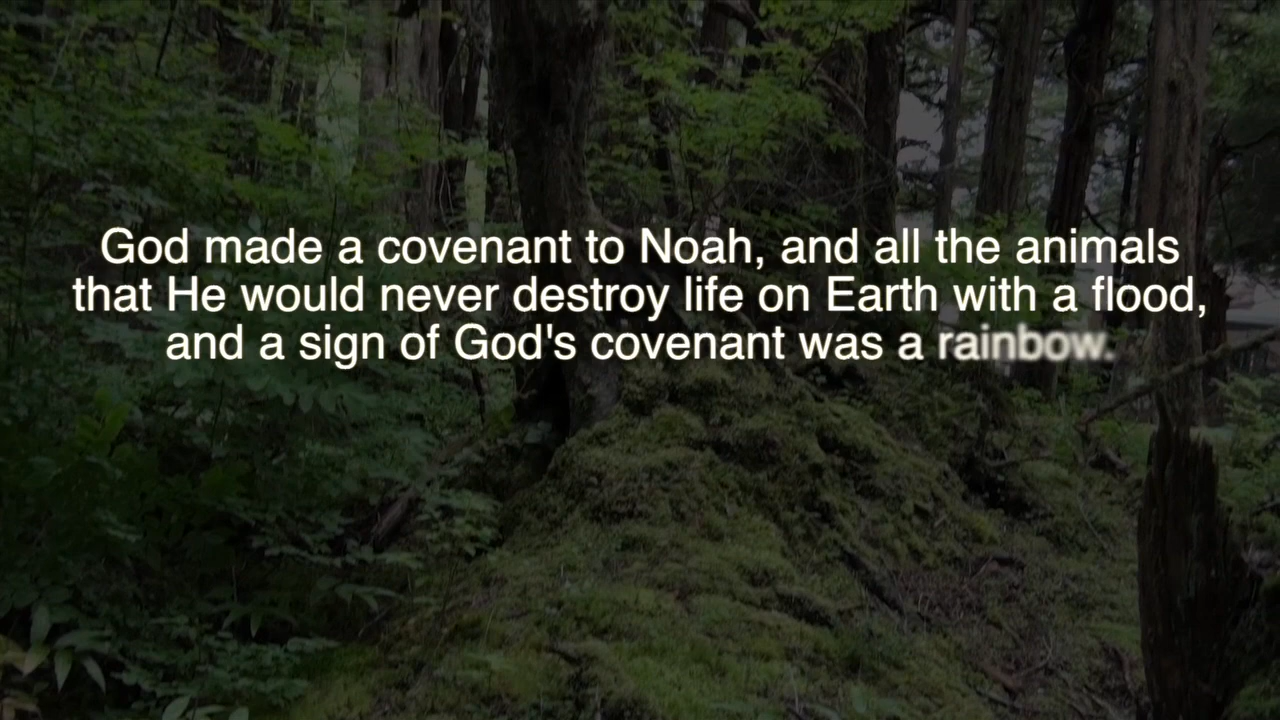 God made a covenant to Noah, and all the animals
that He would never destroy life on Earth with a flood,
and a sign of God's covenant was a rainbow.